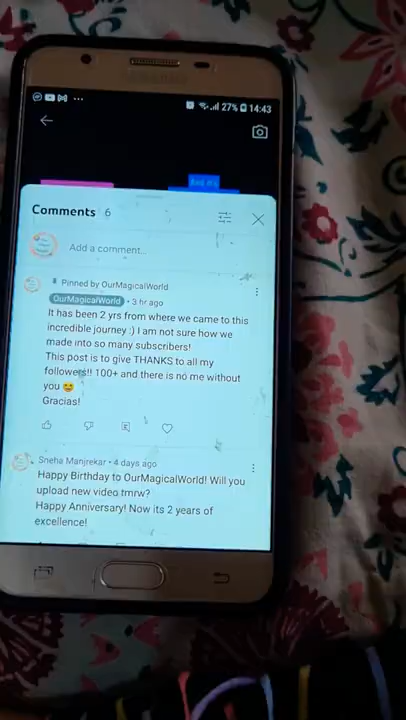 27% 14:43
Comments 6
Add a comment...
Pinned by OurMagicalWorld
OurMagicalWorld • 3 hr ago
It has been 2 yrs from where we came to this
incredible journey :) I am not sure how we
made into so many subscribers!
This post is to give THANKS to all my
followers!! 100+ and there is no me without
you 😄
Gracias!
Sneha Manjrekar • 4 days ago
Happy Birthday to OurMagicalWorld! Will you
upload new video tmrw?
Happy Anniversary! Now its 2 years of
excellence!